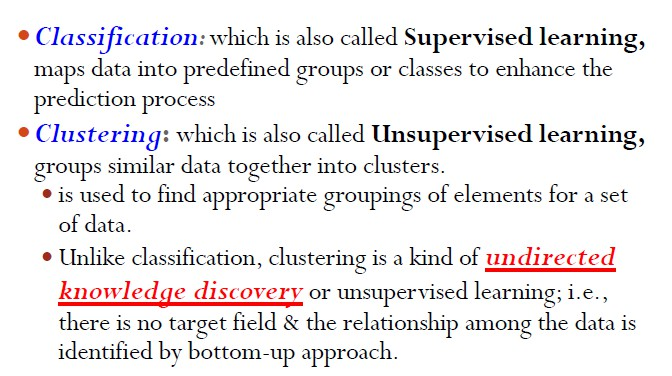 • Classification: which is also called Supervised learning,
maps data into predefined groups or classes to enhance the
prediction process
• Clustering: which is also called Unsupervised learning,
groups similar data together into clusters.
• is used to find appropriate groupings of elements for a set
of data.
• Unlike classification, clustering is a kind of undirected
knowledge discovery or unsupervised learning; i.e.,
there is no target field & the relationship among the data is
identified by bottom-up approach.